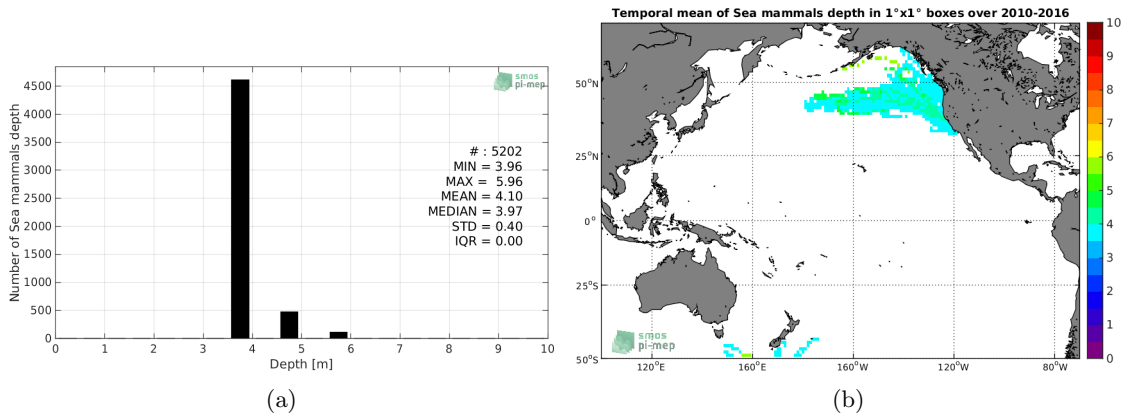 smos
pi-mep
Number of Sea mammals depth
4500
4000
3500
3000
2500
2000
1500
1000
500
0
# : 5202
MIN = 3.96
MAX = 5.96
MEAN = 4.10
MEDIAN = 3.97
STD = 0.40
IQR = 0.00
0 1 2 3 4 5 6 7 8 9 10
Depth [m]
(a)
Temporal mean of Sea mammals depth in 1°x1° boxes over 2010-2016
50°N
25°N
0°
25°S
50°S
120°E 160°E 160°W 120°W 80°W
smos
pi-mep
10
9
8
7
6
5
4
3
2
1
0
(b)